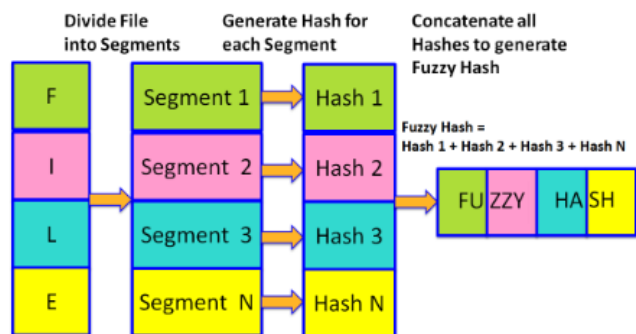 Divide File
into Segments
Generate Hash for
each Segment
Concatenate all
Hashes to generate
Fuzzy Hash
F
Segment 1
Hash 1
I
Segment 2
Hash 2
L
Segment 3
Hash 3
E
Segment N
Hash N
Fuzzy Hash =
Hash 1 + Hash 2 + Hash 3 + Hash N
FU ZZY HA SH